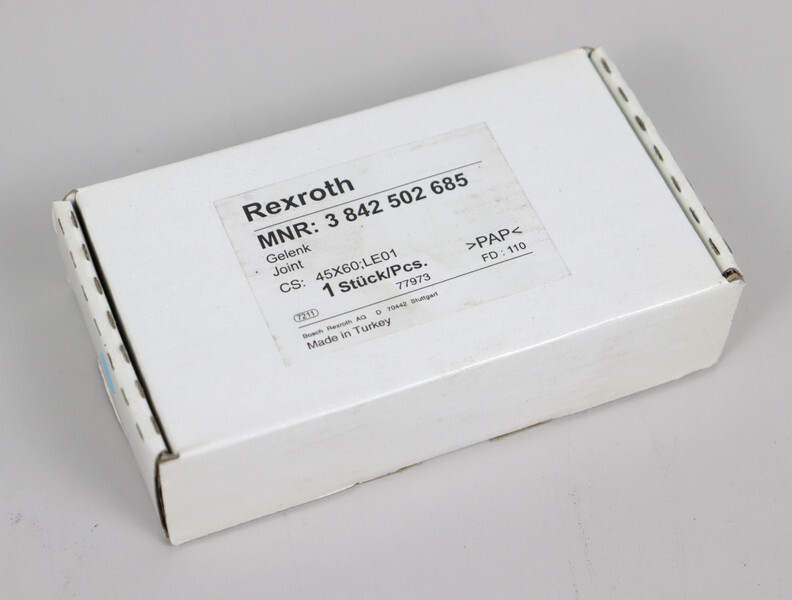 Rexroth
MNR: 3 842 502 685
Gelenk
Joint
>PAP<
CS: 45X60;LE01
FD : 110
1 Stück/Pcs.
77973
7211
Bosch Rexroth AG D 70442 Stuttgart
Made in Turkey